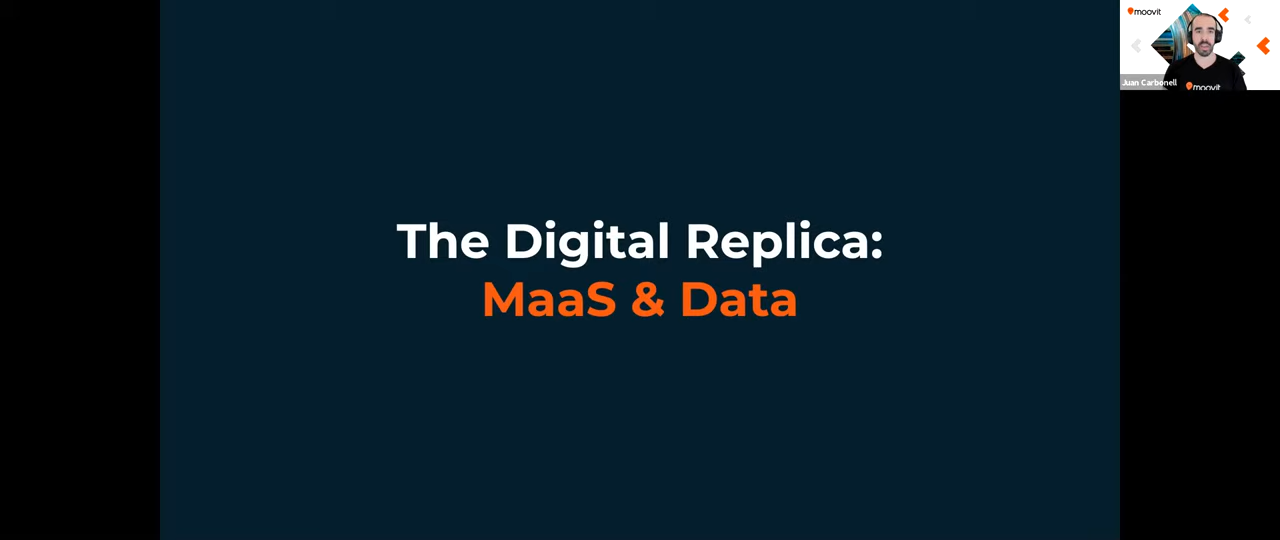 The Digital Replica:
MaaS & Data
moovit
Juan Carbonell
moovit